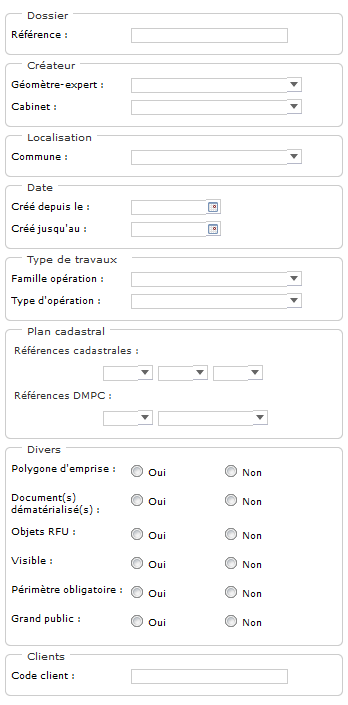 Dossier
Référence :
Créateur
Géomètre-expert :
Cabinet :
Localisation
Commune :
Date
Créé depuis le :
Créé jusqu'au :
Type de travaux
Famille opération :
Type d'opération :
Plan cadastral
Références cadastrales :
Références DMPC :
Divers
Polygone d'emprise : Oui Non
Document(s)
dématérialisé(s) : Oui Non
Objets RFU : Oui Non
Visible : Oui Non
Périmètre obligatoire : Oui Non
Grand public : Oui Non
Clients
Code client :